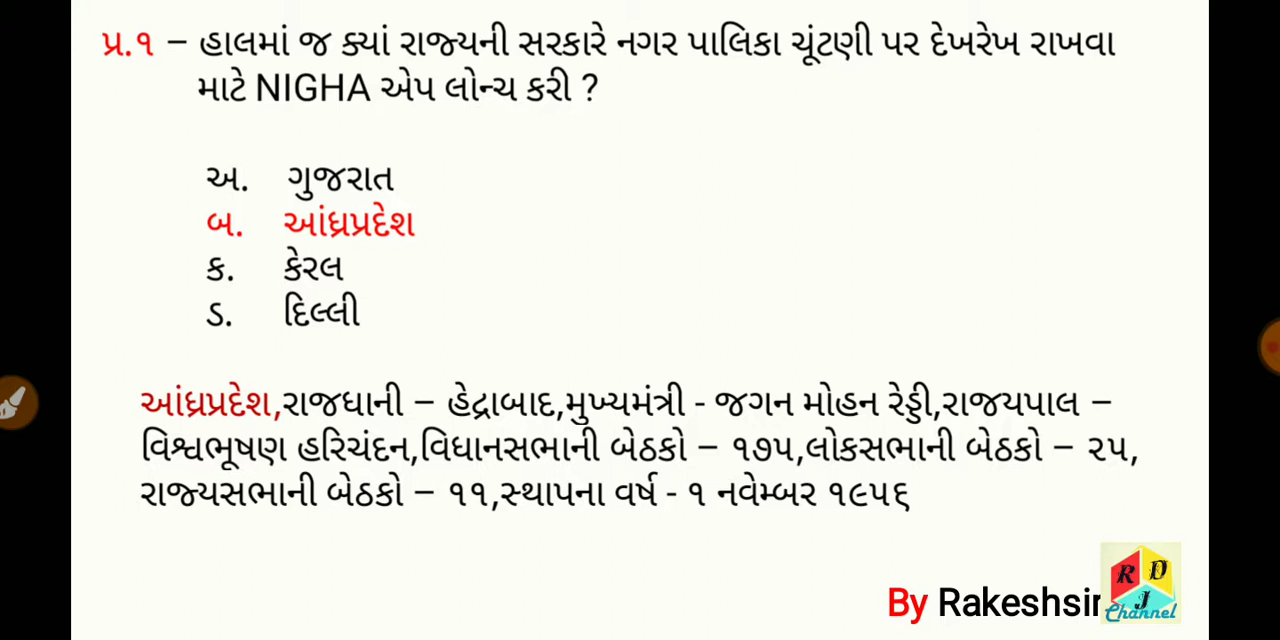 પ્ર.૧ – હાલમાં જ ક્યાં રાજ્યની સરકારે નગર પાલિકા ચૂંટણી પર દેખરેખ રાખવા
માટે NIGHA એપ લોન્ચ કરી ?
અ. ગુજરાત
બ. આંધ્રપ્રદેશ
ક. કેરલ
ડ. દિલ્લી
આંધ્રપ્રદેશ,રાજધાની – હેદ્રાબાદ,મુખ્યમંત્રી - જગન મોહન રેડ્ડી,રાજયપાલ –
વિશ્વભૂષણ હરિચંદન,વિધાનસભાની બેઠકો – ૧૭૫,લોકસભાની બેઠકો – ૨૫,
રાજ્યસભાની બેઠકો – ૧૧,સ્થાપના વર્ષ - ૧ નવેમ્બર ૧૯૫૬
By Rakeshsir
R D
J
Channel